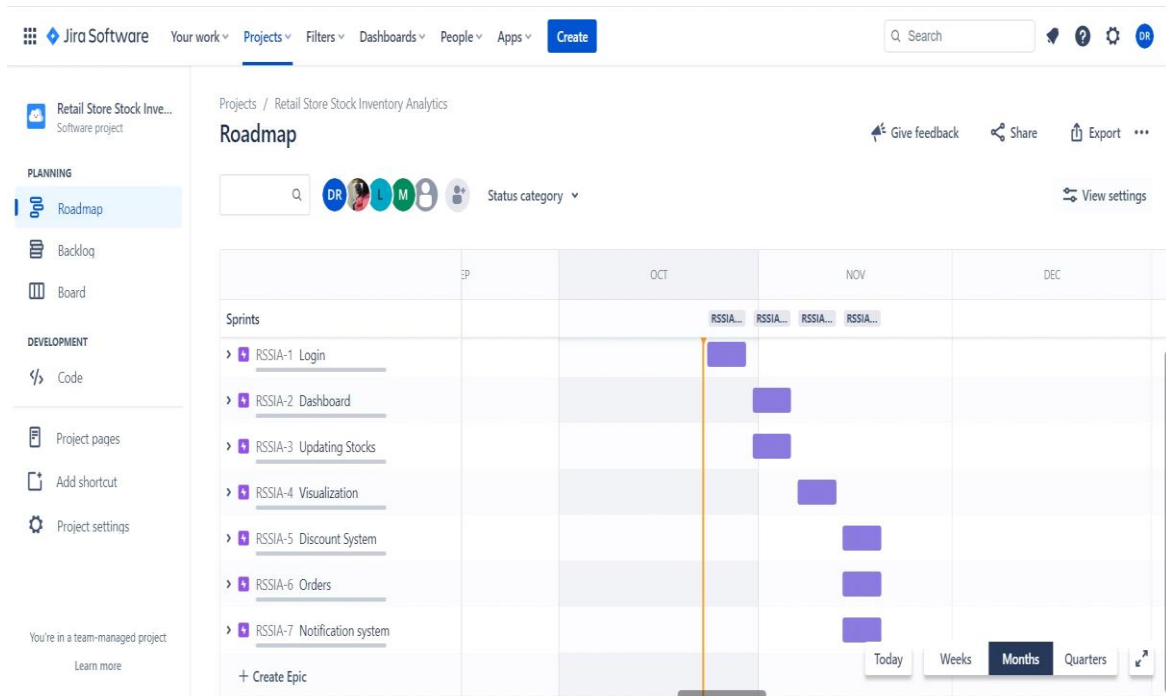 Jira Software Your work Projects Filters Dashboards People Apps Create Search DR
Retail Store Stock Inve...
Software project
PLANNING
Roadmap
Backlog
Board
DEVELOPMENT
Code
Project pages
Add shortcut
Project settings
You're in a team-managed project
Learn more
Projects / Retail Store Stock Inventory Analytics
Roadmap
Give feedback Share Export
DR L M Status category View settings
EP OCT NOV DEC
Sprints RSSIA... RSSIA... RSSIA... RSSIA...
RSSIA-1 Login
RSSIA-2 Dashboard
RSSIA-3 Updating Stocks
RSSIA-4 Visualization
RSSIA-5 Discount System
RSSIA-6 Orders
RSSIA-7 Notification system
+ Create Epic
Today Weeks Months Quarters